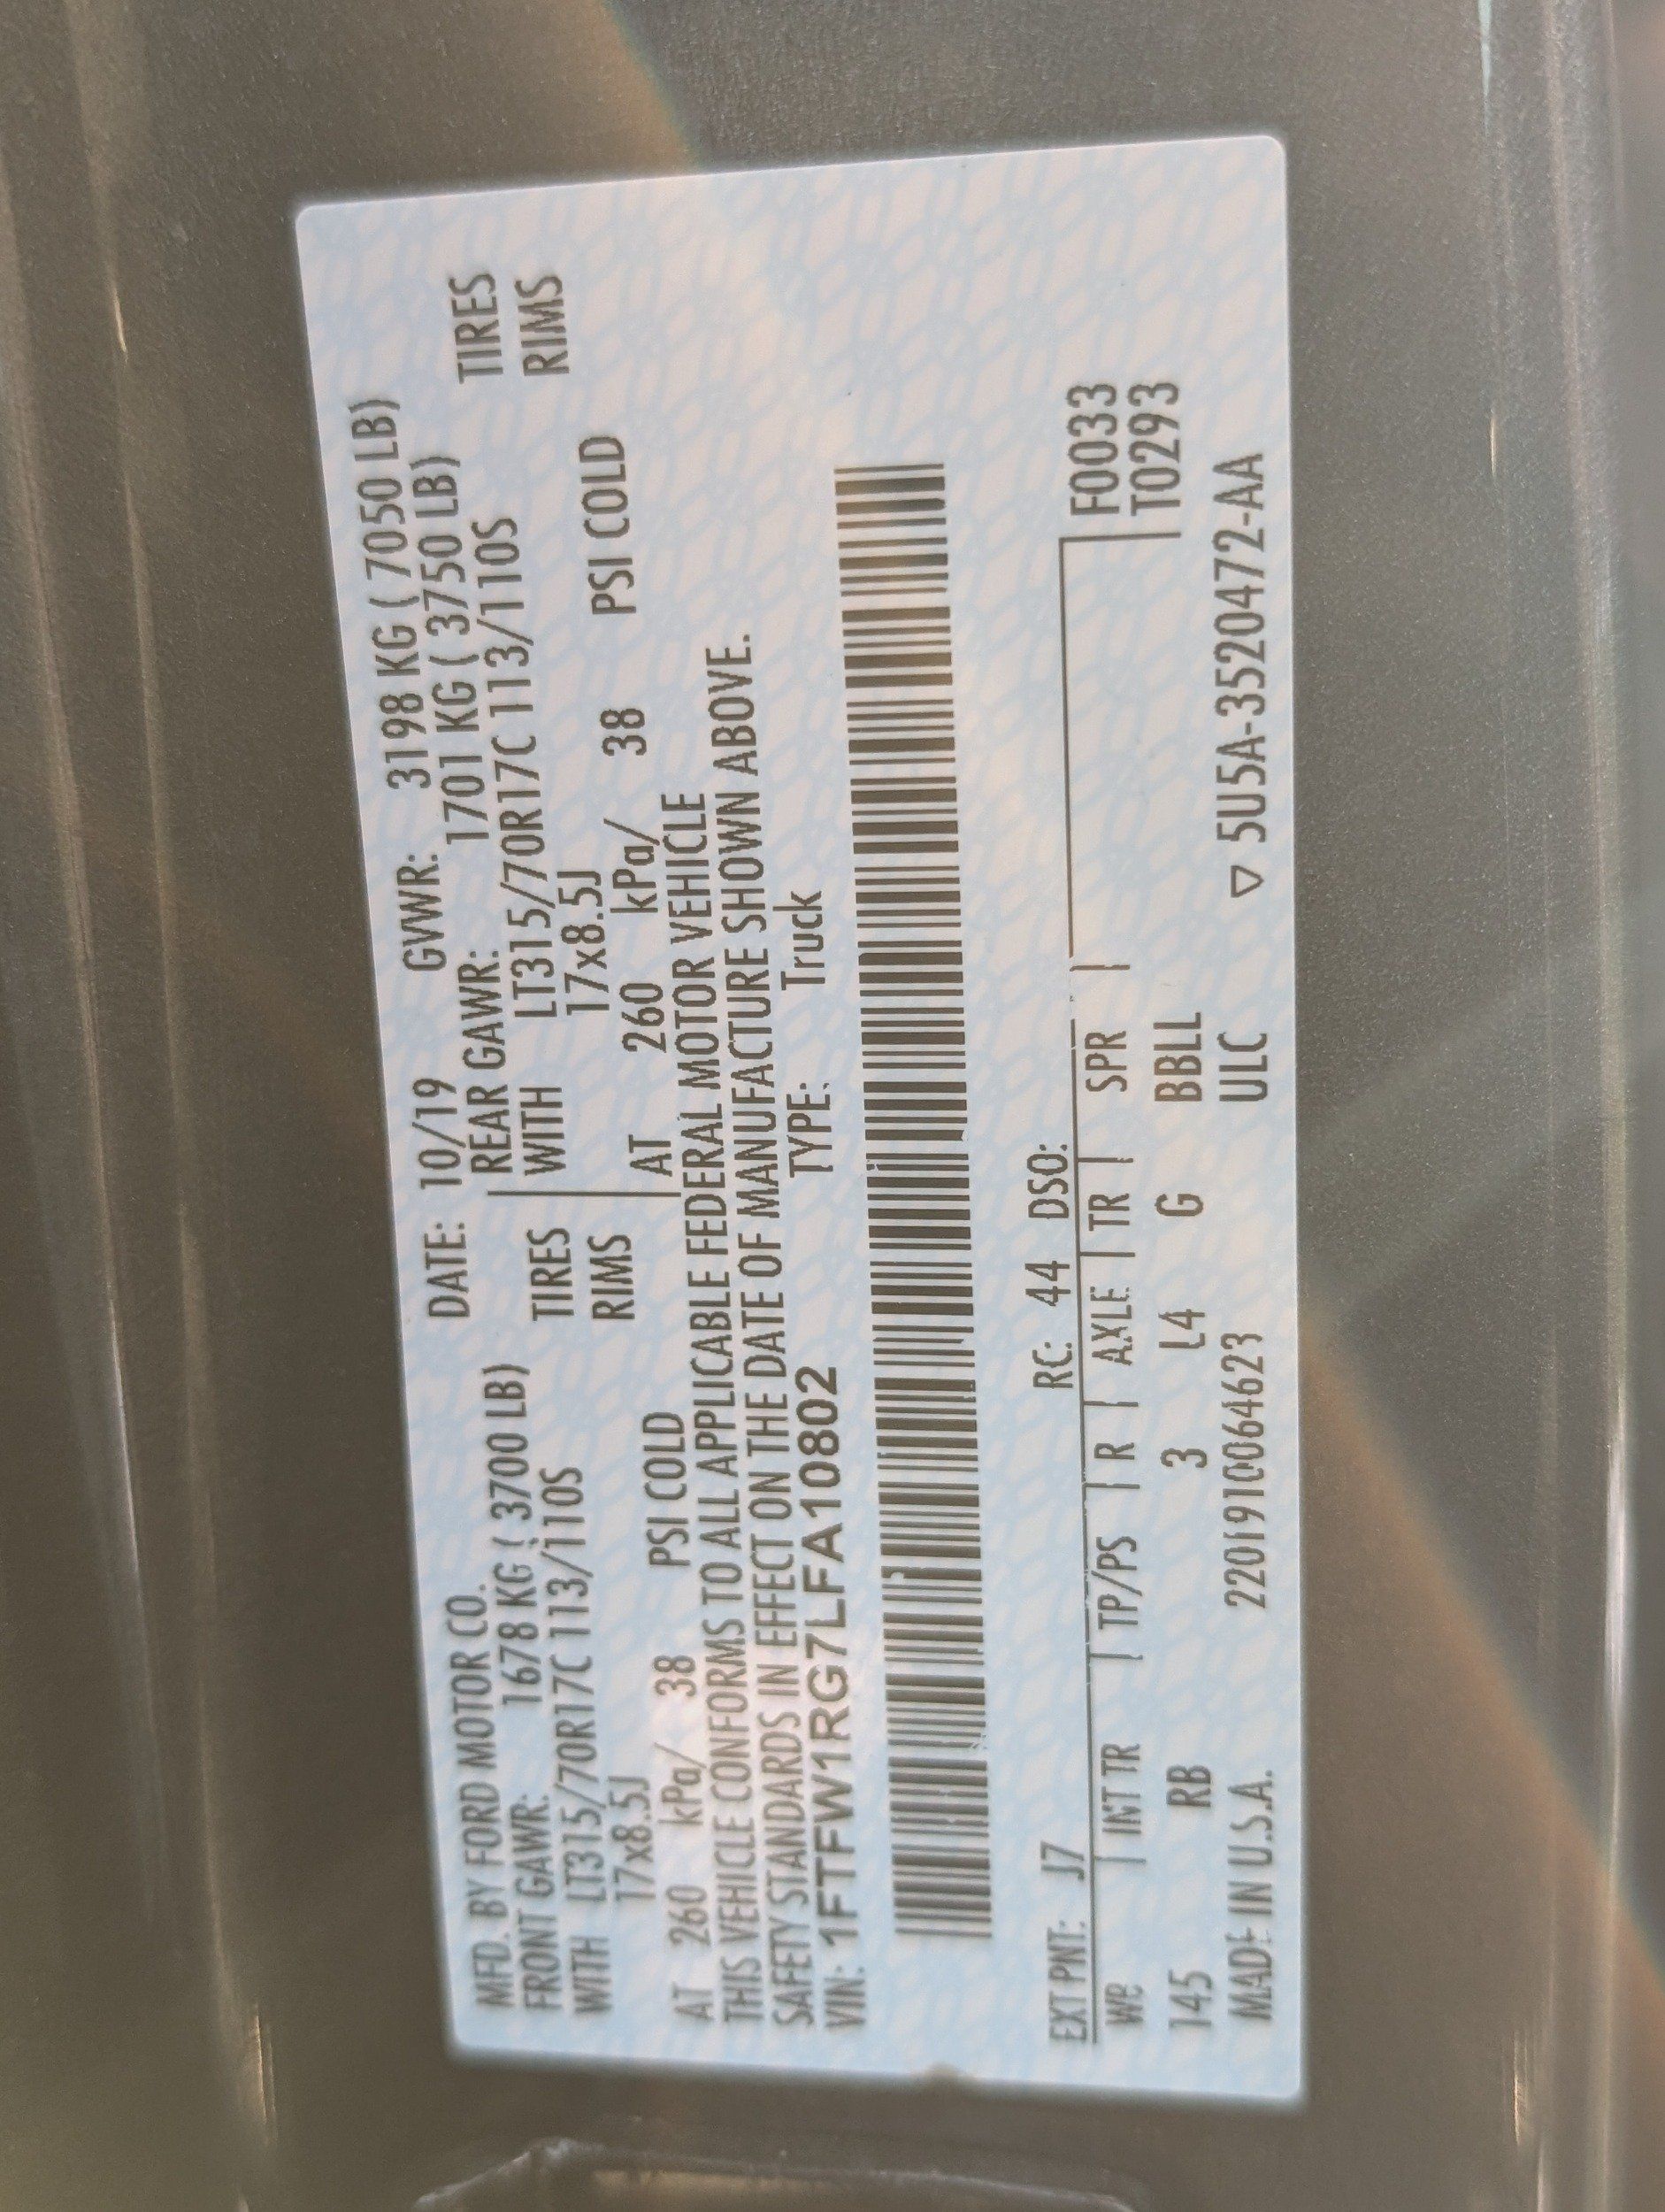 MFD. BY FORD MOTOR CO. DATE: 10/19 GVWR: 3198 KG ( 7050 LB)
FRONT GAWR: 1678 KG ( 3700 LB) REAR GAWR: 1701 KG ( 3750 LB)
WITH LT315/70R17C 113/110S TIRES WITH LT315/70R17C 113/110S TIRES
17x8.5J RIMS 17x8.5J RIMS
AT 260 kPa/ 38 PSI COLD AT 260 kPa/ 38 PSI COLD
THIS VEHICLE CONFORMS TO ALL APPLICABLE FEDERAL MOTOR VEHICLE
SAFETY STANDARDS IN EFFECT ON THE DATE OF MANUFACTURE SHOWN ABOVE.
VIN: 1FTFW1RG7LFA10802 TYPE: Truck
EXT PNT: J7 RC: 44 DSO:
WB | INT TR | TP/PS | R | AXLE | TR | SPR | F0033
145 RB 3 L4 G BBLL T0293
MADE IN U.S.A. 2201910064623 ULC ▽ 5U5A-3520472-AA